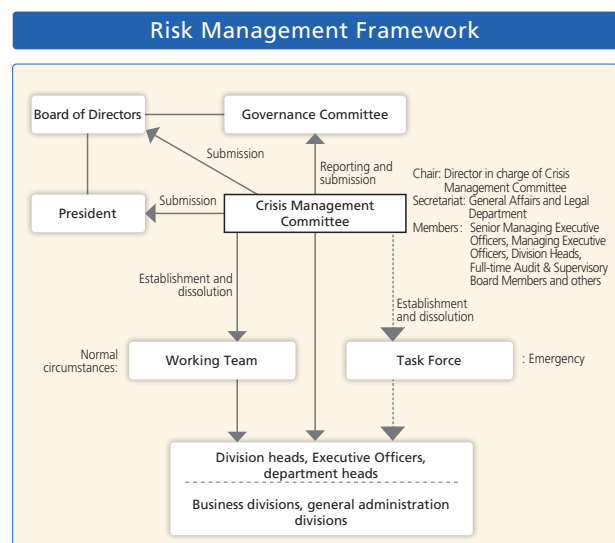 Risk Management Framework
Board of Directors
Governance Committee
Submission
Reporting and
submission
President
Submission
Crisis Management
Committee
Chair: Director in charge of Crisis
Management Committee
Secretariat: General Affairs and Legal
Department
Members: Senior Managing Executive
Officers, Managing Executive
Officers, Division Heads,
Full-time Audit & Supervisory
Board Members and others
Establishment and
dissolution
Establishment
and dissolution
Normal
circumstances:
Working Team
Task Force
: Emergency
Division heads, Executive Officers,
department heads
Business divisions, general administration
divisions